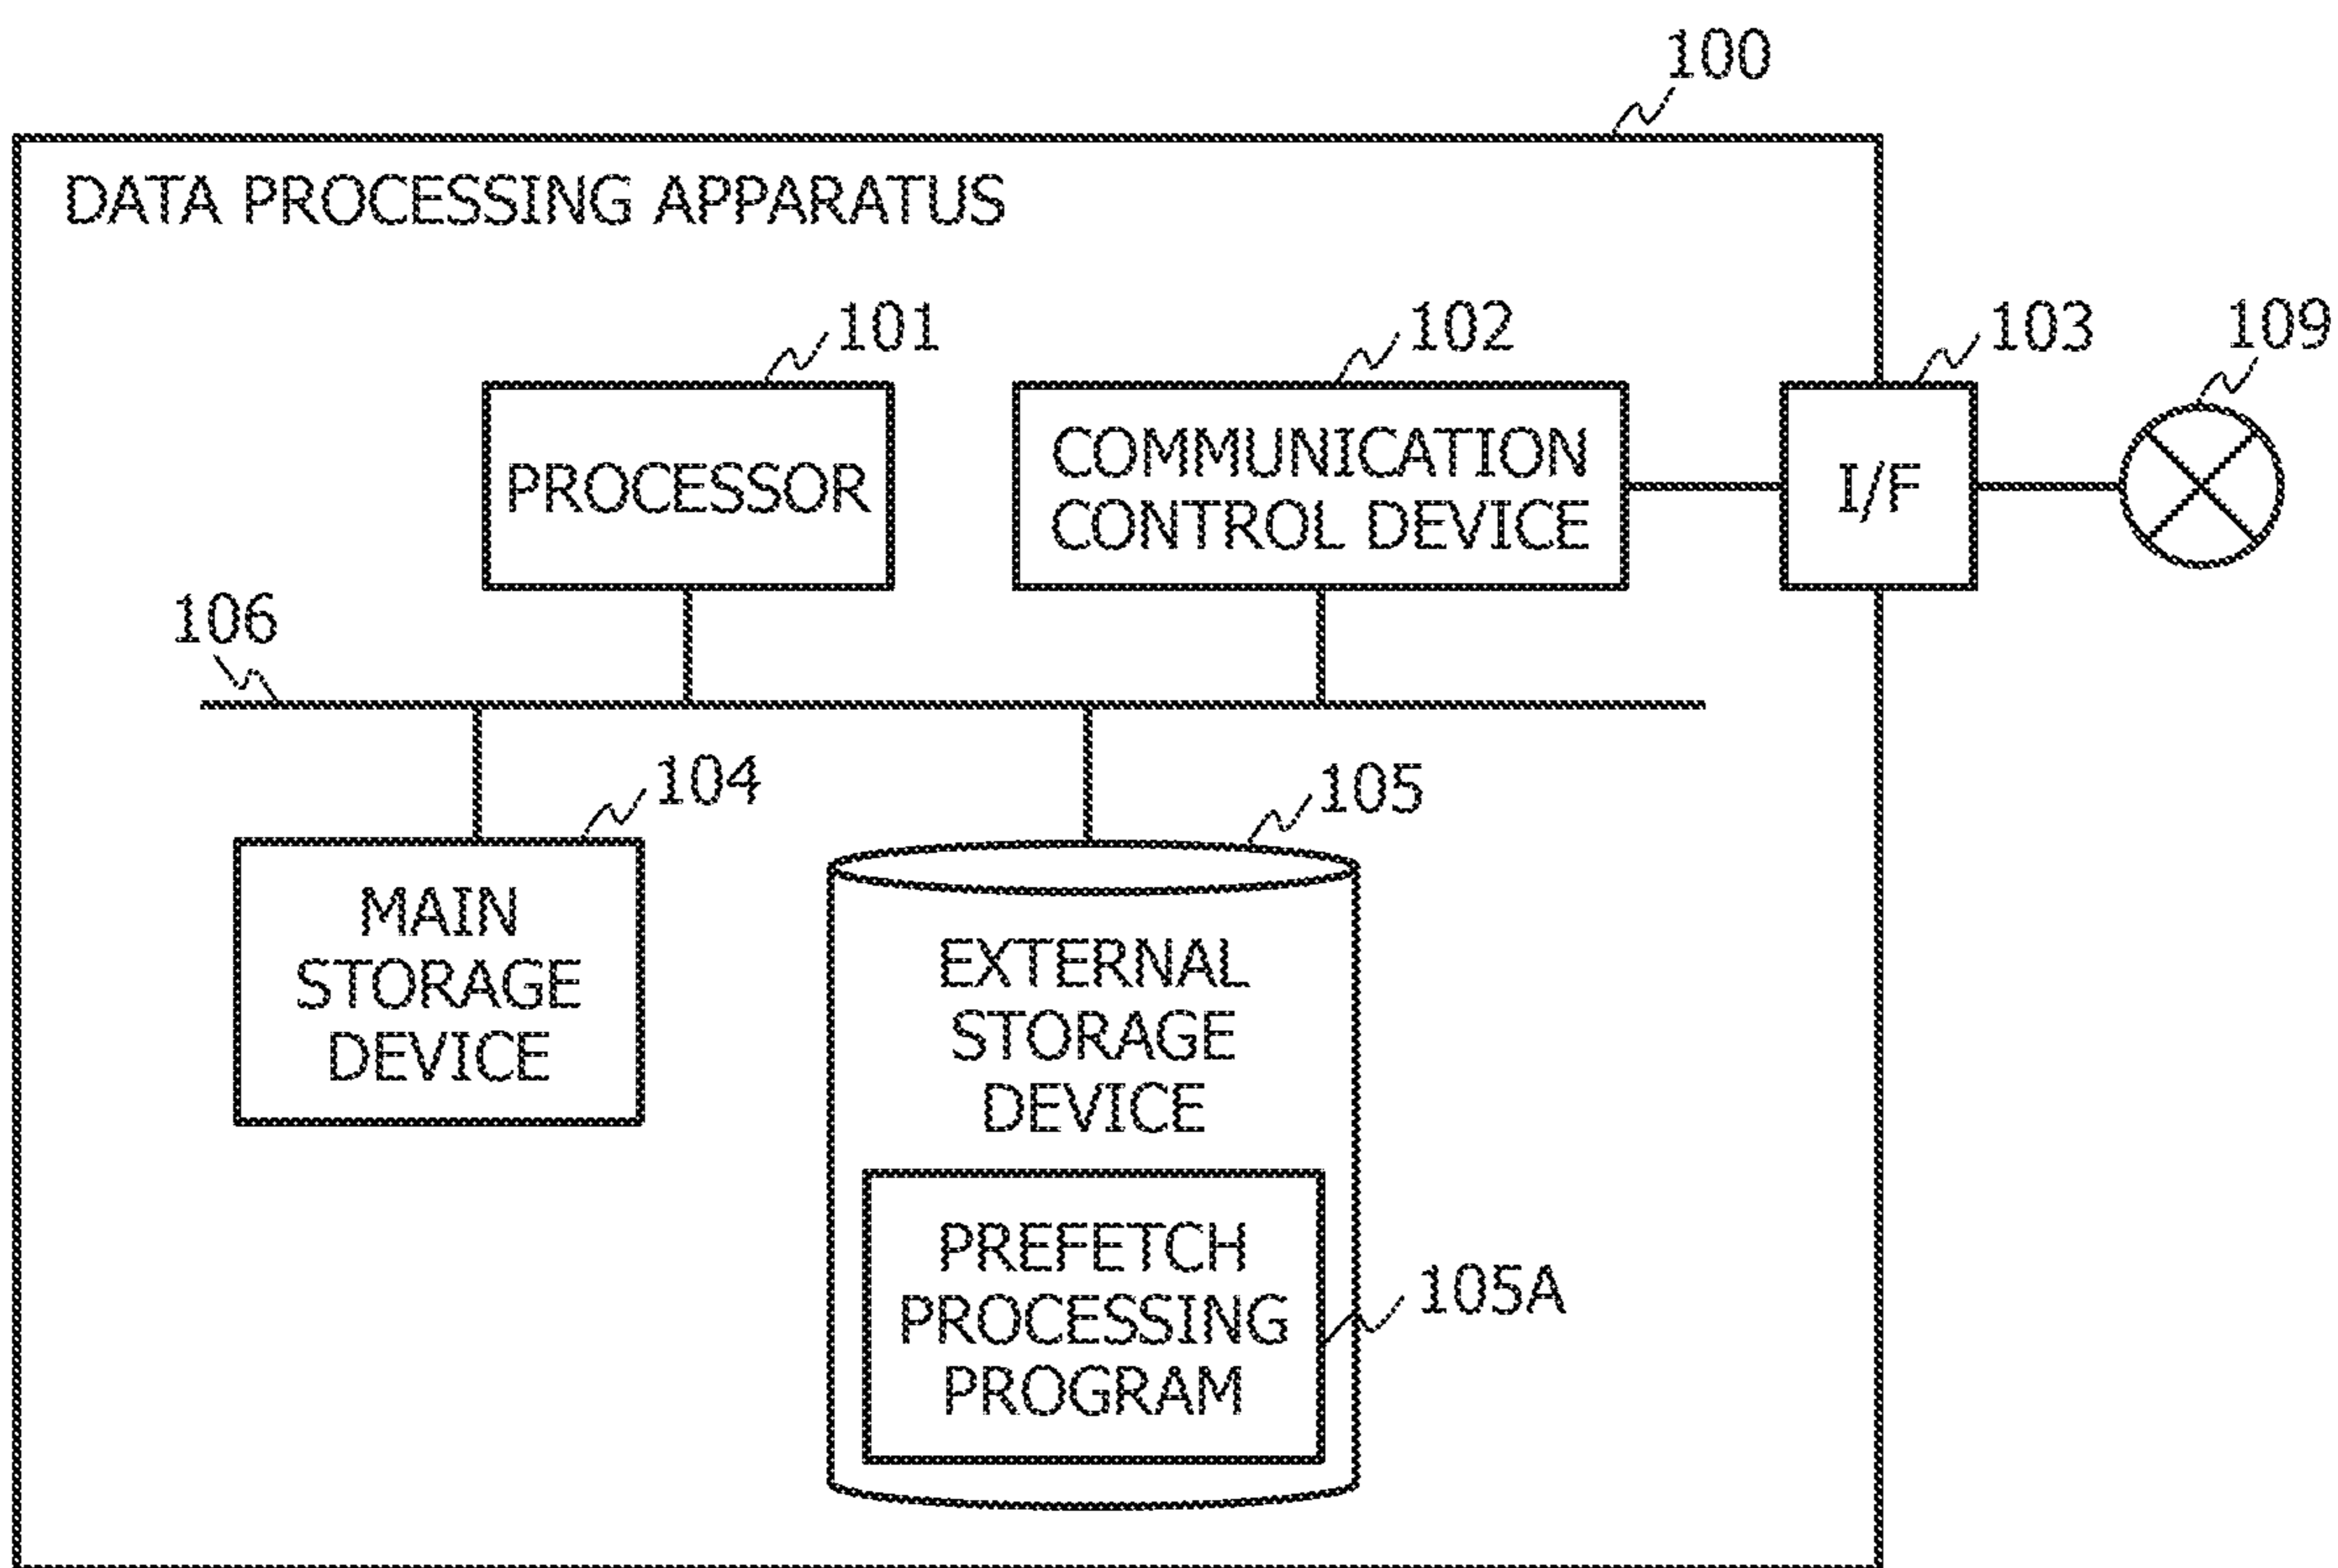 100
DATA PROCESSING APPARATUS
101
102
103
109
PROCESSOR
COMMUNICATION
CONTROL DEVICE
I/F
106
104
105
MAIN
STORAGE
DEVICE
EXTERNAL
STORAGE
DEVICE
PREFETCH
PROCESSING
PROGRAM
105A